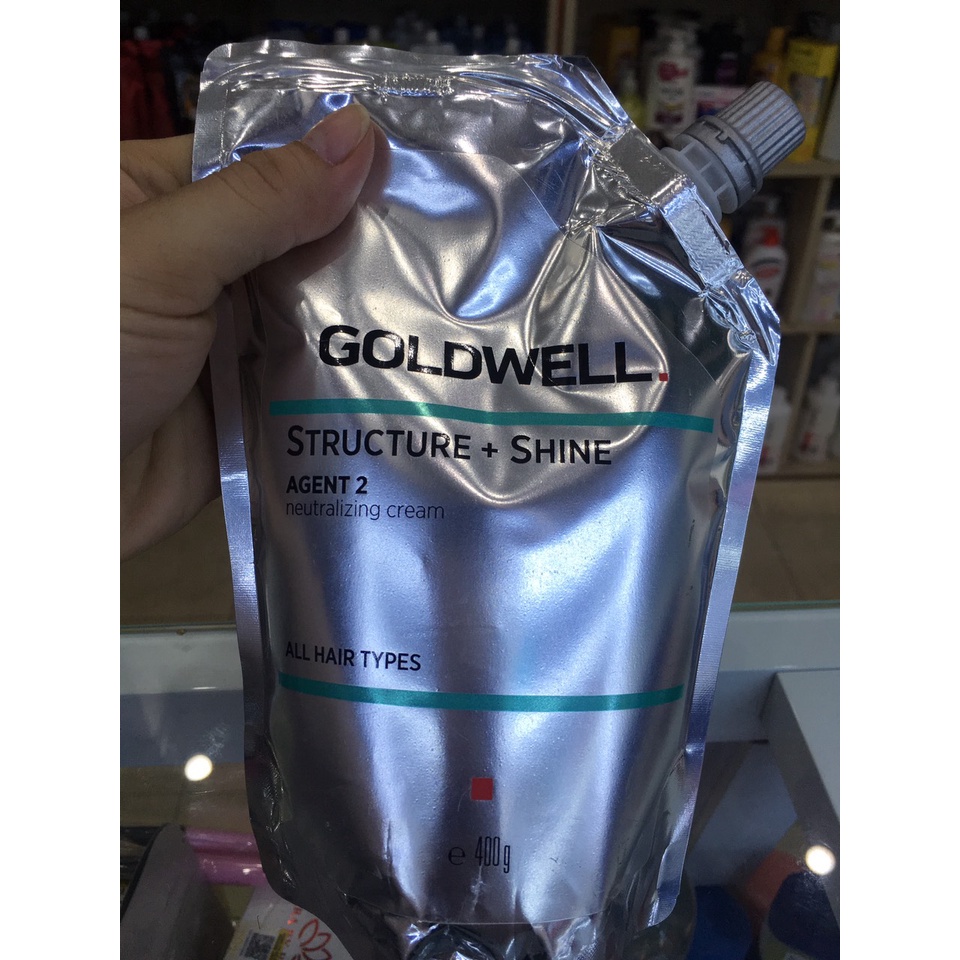 GOLDWELL.
STRUCTURE + SHINE
AGENT 2
neutralizing cream
ALL HAIR TYPES
℮ 400g